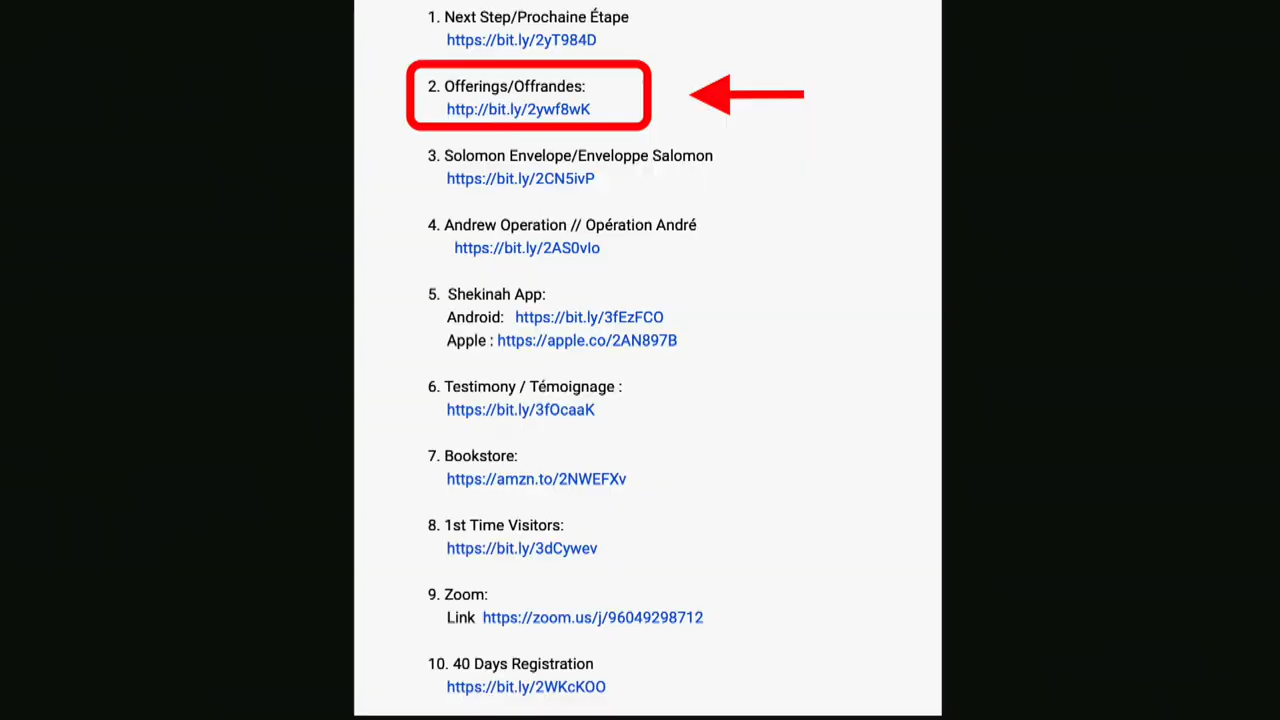 1. Next Step/Prochaine Étape
https://bit.ly/2yT984D
2. Offerings/Offrandes:
http://bit.ly/2ywf8wK
3. Solomon Envelope/Enveloppe Salomon
https://bit.ly/2CN5ivP
4. Andrew Operation // Opération André
https://bit.ly/2AS0vIo
5. Shekinah App:
Android: https://bit.ly/3fEzFCO
Apple : https://apple.co/2AN897B
6. Testimony / Témoignage :
https://bit.ly/3fOcaaK
7. Bookstore:
https://amzn.to/2NWEFXv
8. 1st Time Visitors:
https://bit.ly/3dCywev
9. Zoom:
Link https://zoom.us/j/96049298712
10. 40 Days Registration
https://bit.ly/2WKcKOO